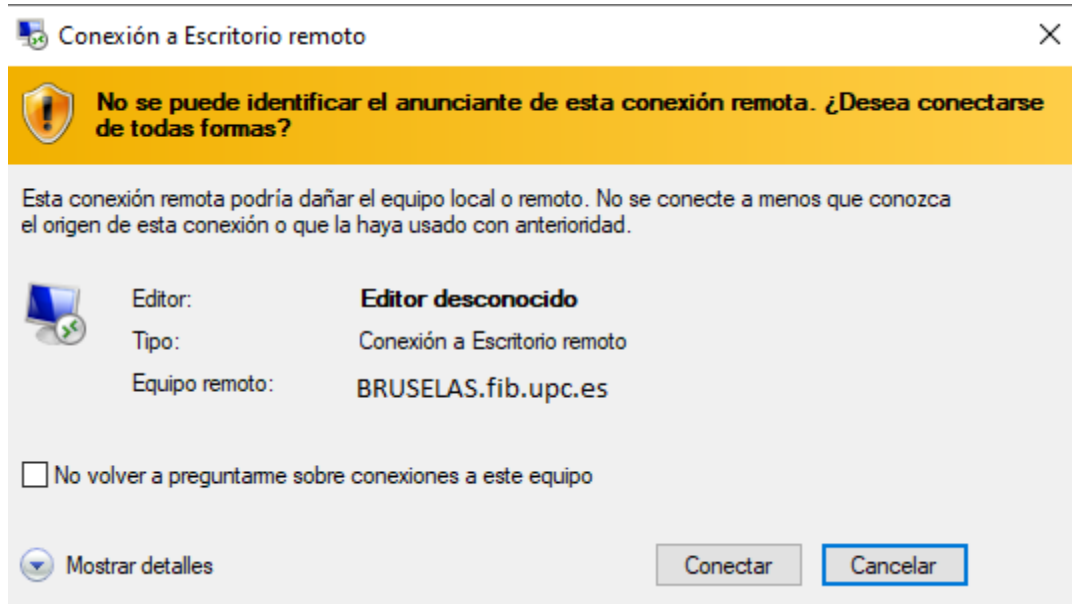 Conexión a Escritorio remoto
No se puede identificar el anunciante de esta conexión remota. ¿Desea conectarse
de todas formas?
Esta conexión remota podría dañar el equipo local o remoto. No se conecte a menos que conozca
el origen de esta conexión o que la haya usado con anterioridad.
Editor: Editor desconocido
Tipo: Conexión a Escritorio remoto
Equipo remoto: BRUSELAS.fib.upc.es
No volver a preguntarme sobre conexiones a este equipo
Mostrar detalles Conectar Cancelar